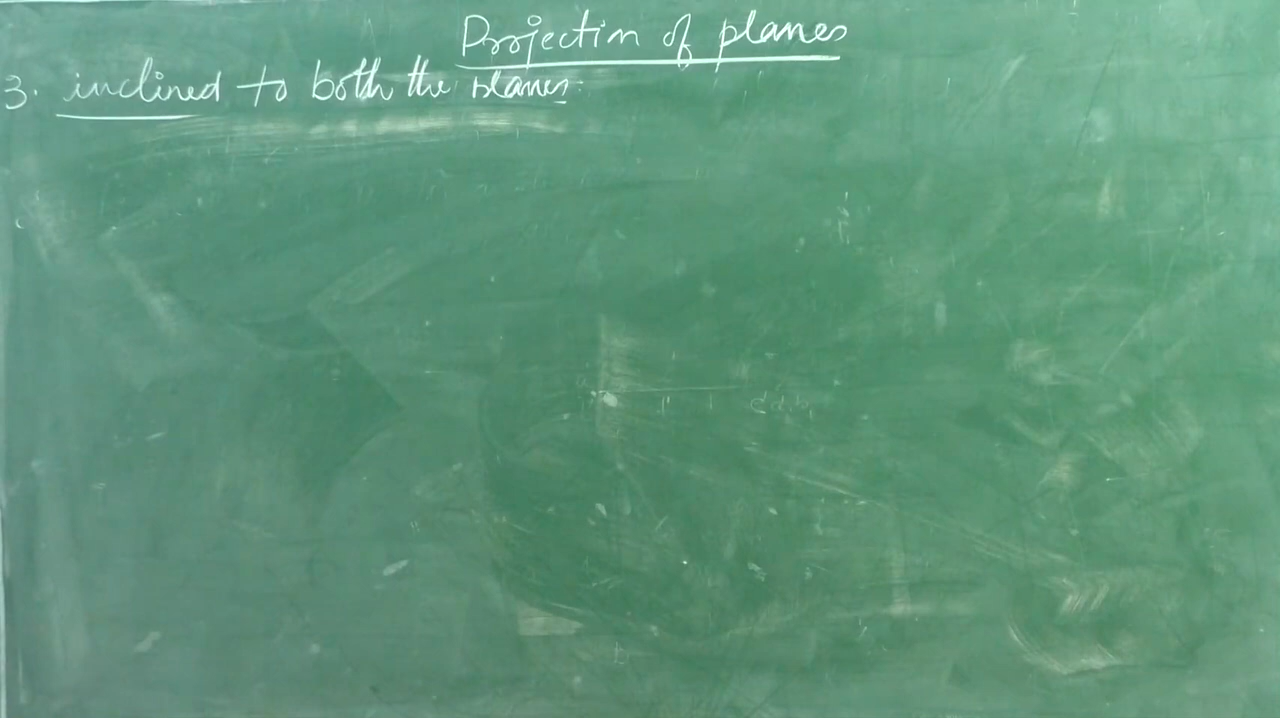 Projection of planes
3. inclined to both the planes.